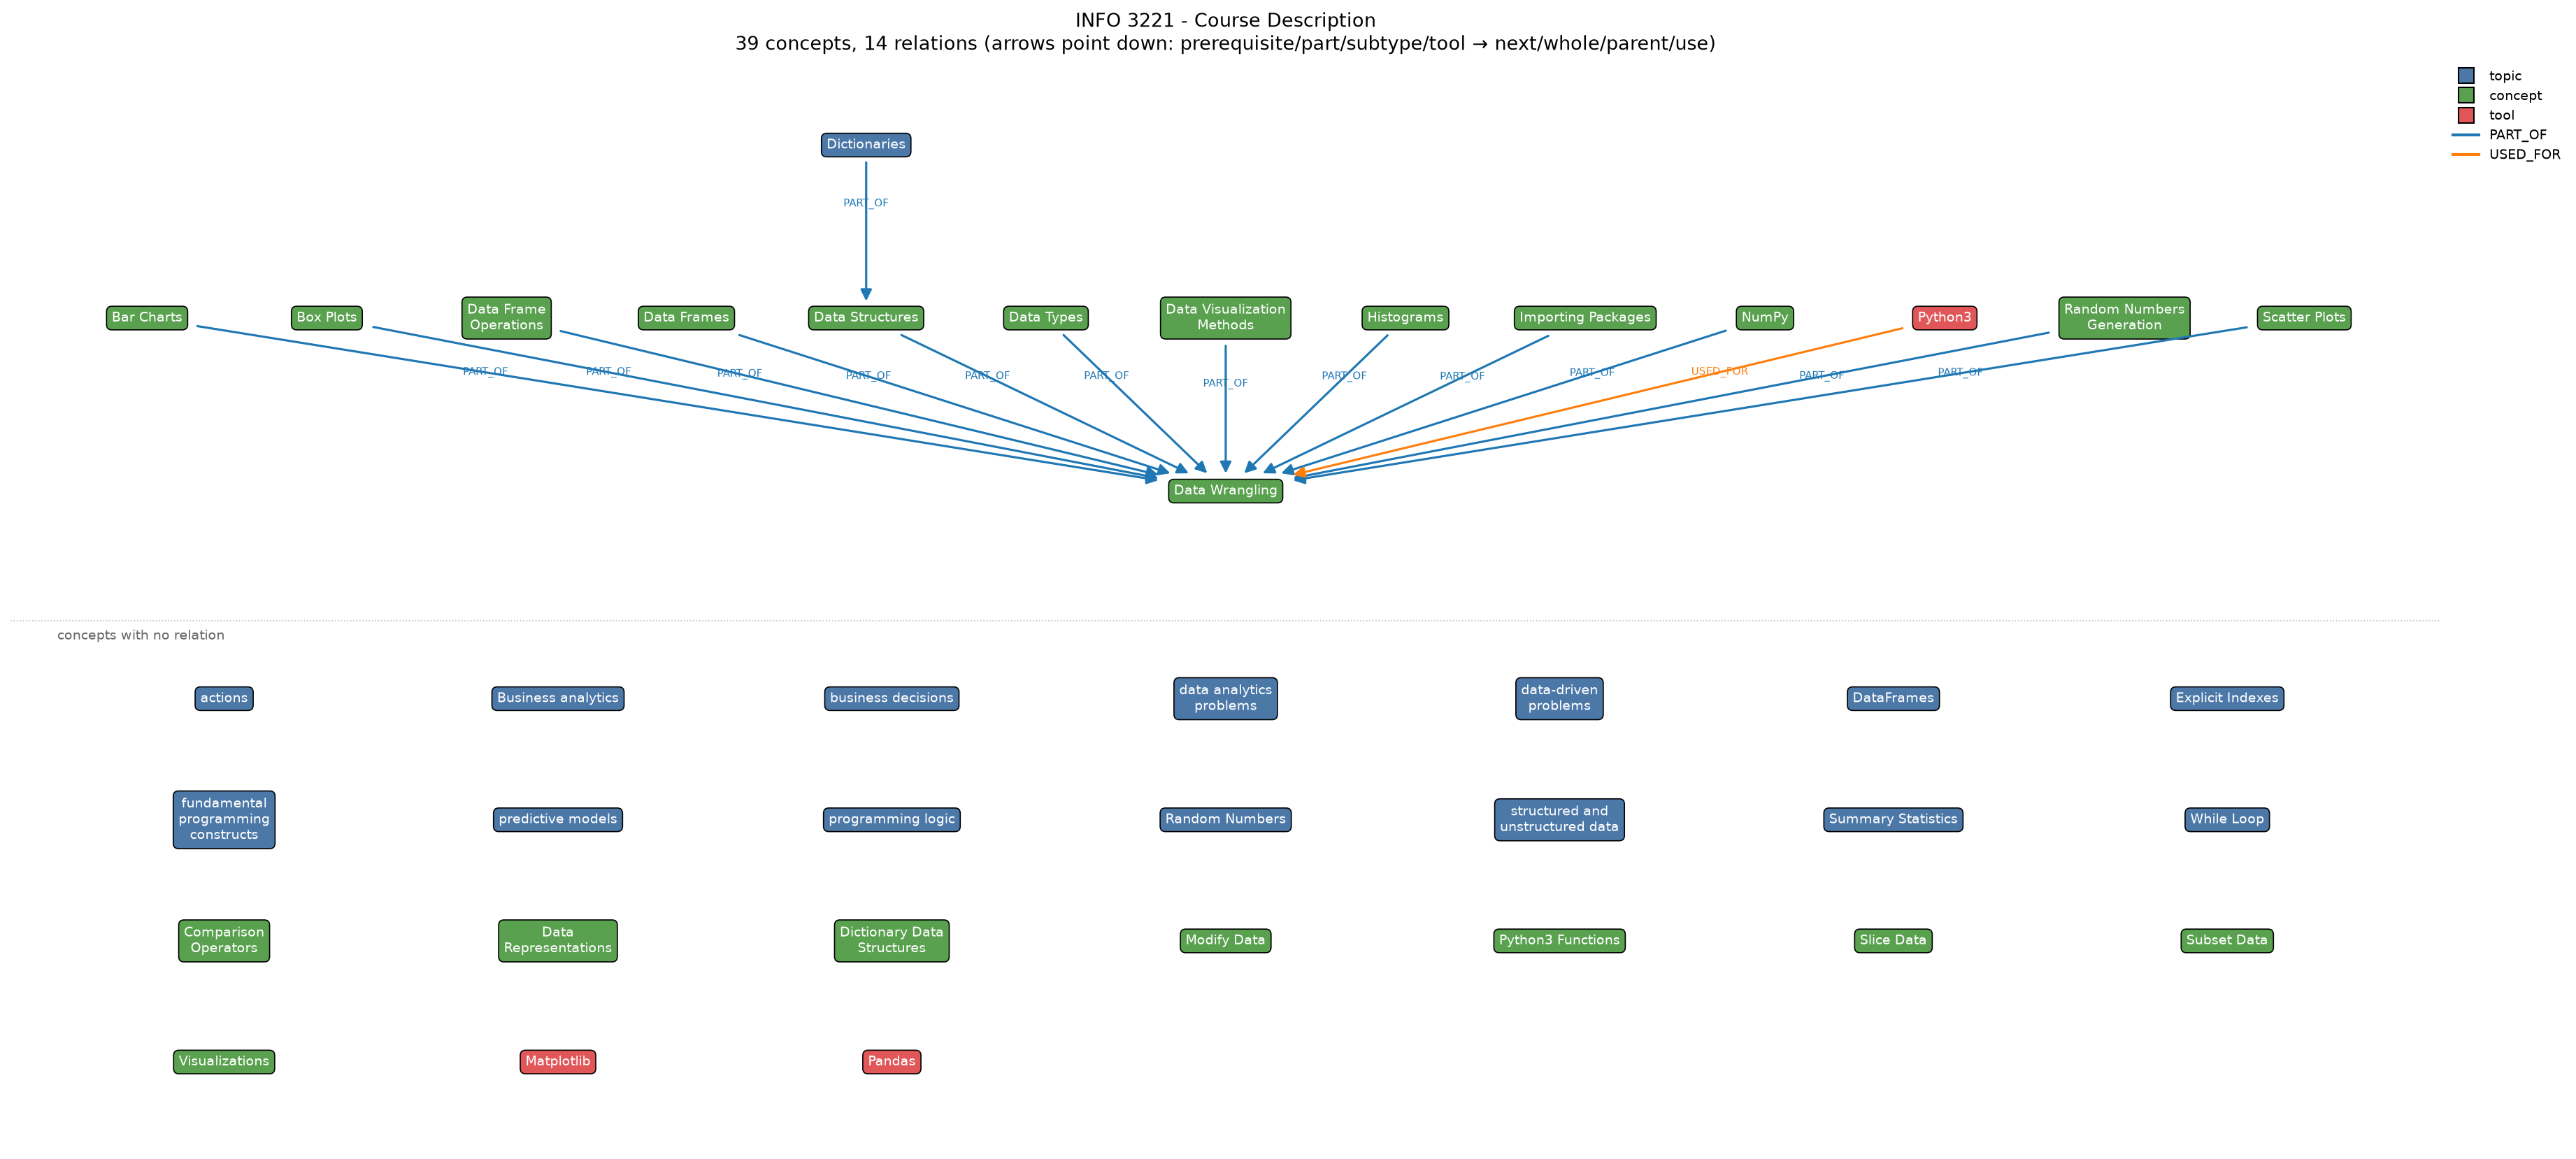 INFO 3221 - Course Description
39 concepts, 14 relations (arrows point down: prerequisite/part/subtype/tool → next/whole/parent/use)
topic
concept
tool
PART_OF
USED_FOR
Dictionaries
PART_OF
Bar Charts
Box Plots
Data Frame
Operations
Data Frames
Data Structures
Data Types
Data Visualization
Methods
Histograms
Importing Packages
NumPy
Python3
Random Numbers
Generation
Scatter Plots
PART_OF
PART_OF
PART_OF
PART_OF
PART_OF
PART_OF
PART_OF
PART_OF
PART_OF
PART_OF
USED_FOR
PART_OF
PART_OF
Data Wrangling
concepts with no relation
actions
Business analytics
business decisions
data analytics
problems
data-driven
problems
DataFrames
Explicit Indexes
fundamental
programming
constructs
predictive models
programming logic
Random Numbers
structured and
unstructured data
Summary Statistics
While Loop
Comparison
Operators
Data
Representations
Dictionary Data
Structures
Modify Data
Python3 Functions
Slice Data
Subset Data
Visualizations
Matplotlib
Pandas